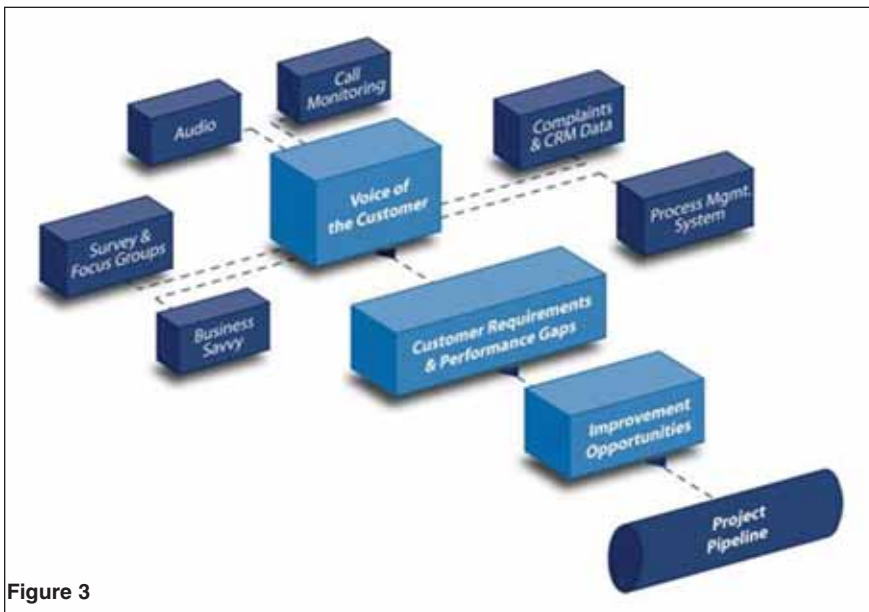 Call
Monitoring
Audio
Complaints
& CRM Data
Voice of
the Customer
Process Mgmt.
System
Survey &
Focus Groups
Business
Savvy
Customer Requirements
& Performance Gaps
Improvement
Opportunities
Project
Pipeline
Figure 3